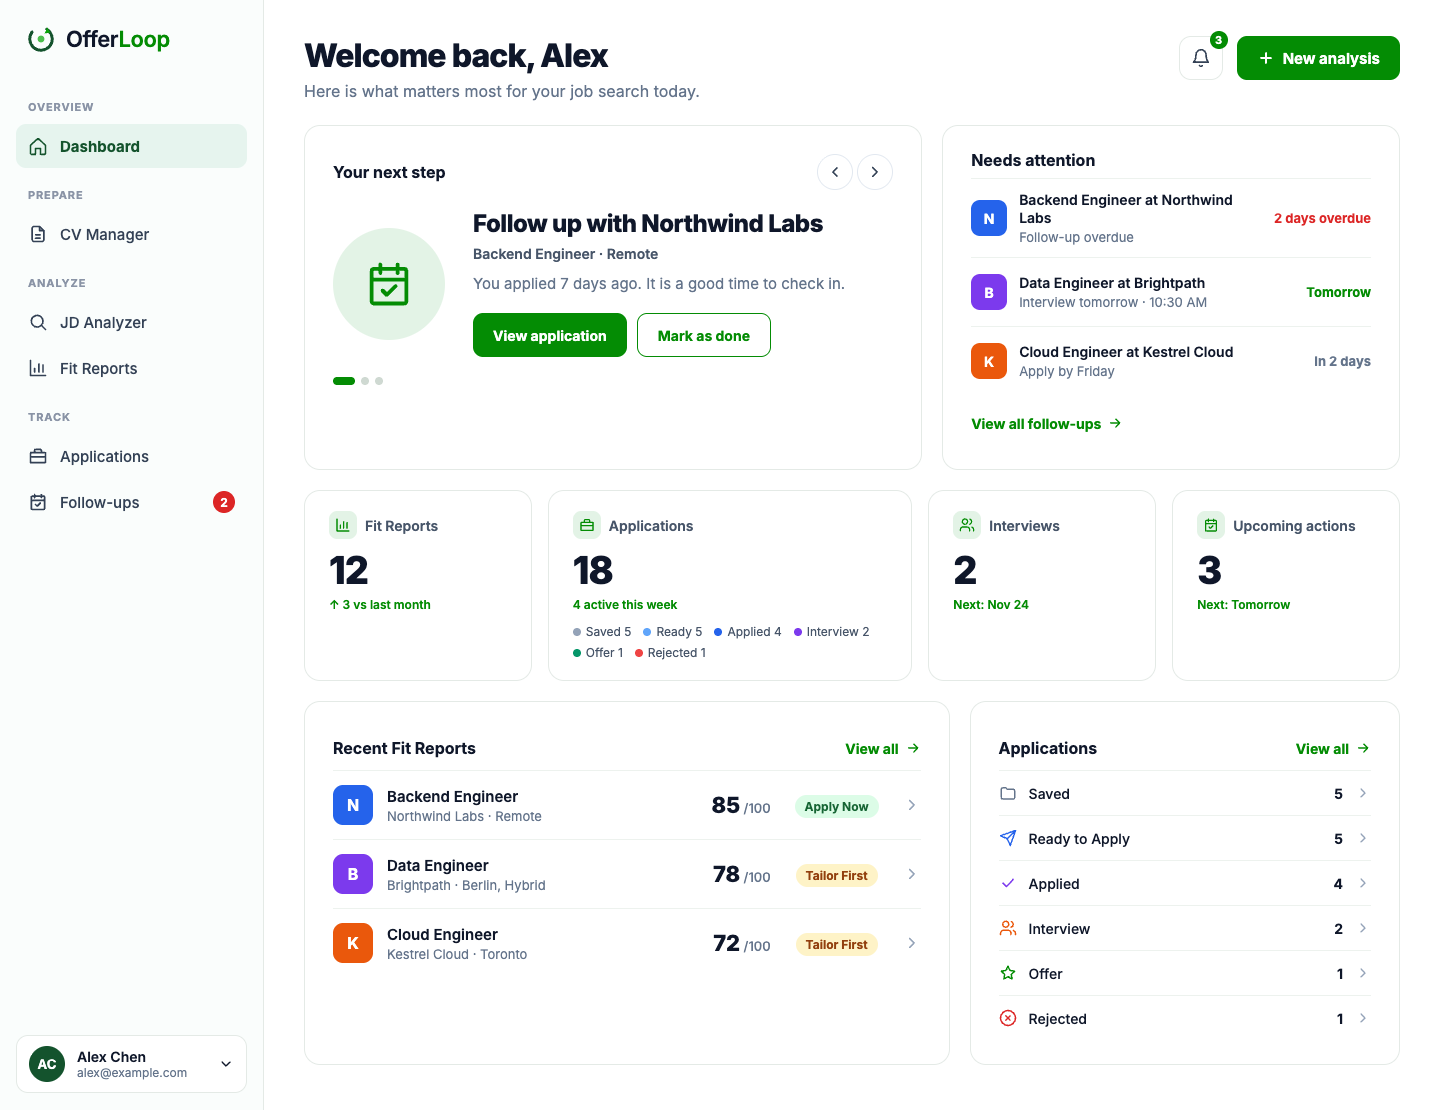 OfferLoop
OVERVIEW
Dashboard
PREPARE
CV Manager
ANALYZE
JD Analyzer
Fit Reports
TRACK
Applications
Follow-ups
2
AC
Alex Chen
alex@example.com
Welcome back, Alex
Here is what matters most for your job search today.
3
New analysis
Your next step
Follow up with Northwind Labs
Backend Engineer · Remote
You applied 7 days ago. It is a good time to check in.
View application
Mark as done
Needs attention
N
Backend Engineer at Northwind
Labs
Follow-up overdue
2 days overdue
B
Data Engineer at Brightpath
Interview tomorrow · 10:30 AM
Tomorrow
K
Cloud Engineer at Kestrel Cloud
Apply by Friday
In 2 days
View all follow-ups →
Fit Reports
12
↑ 3 vs last month
Applications
18
4 active this week
Saved 5 Ready 5 Applied 4 Interview 2
Offer 1 Rejected 1
Interviews
2
Next: Nov 24
Upcoming actions
3
Next: Tomorrow
Recent Fit Reports
View all →
N
Backend Engineer
Northwind Labs · Remote
85 /100
Apply Now
B
Data Engineer
Brightpath · Berlin, Hybrid
78 /100
Tailor First
K
Cloud Engineer
Kestrel Cloud · Toronto
72 /100
Tailor First
Applications
View all →
Saved 5
Ready to Apply 5
Applied 4
Interview 2
Offer 1
Rejected 1